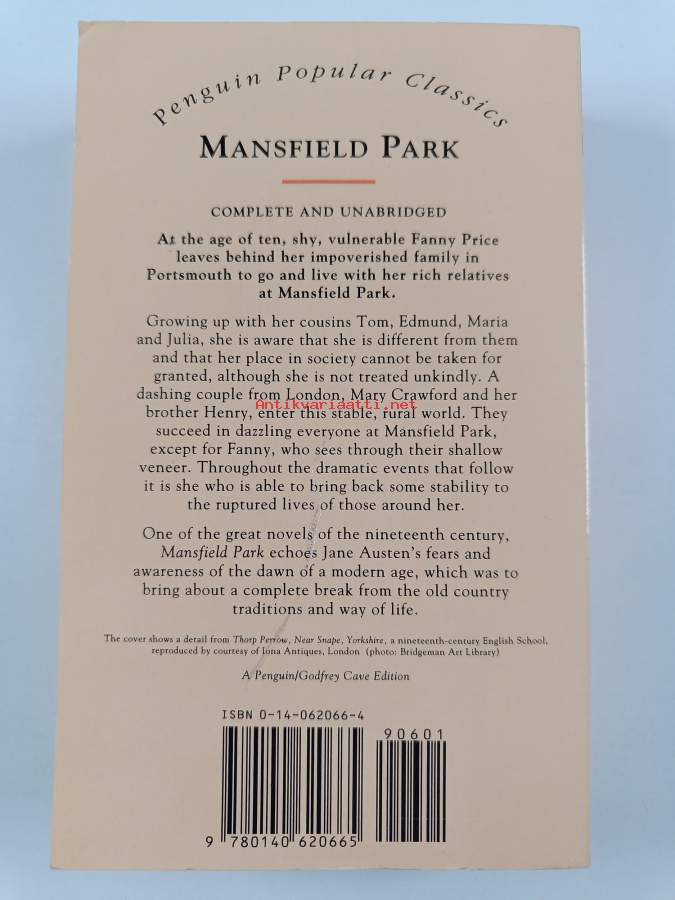 Penguin Popular Classics
MANSFIELD PARK
COMPLETE AND UNABRIDGED
At the age of ten, shy, vulnerable Fanny Price
leaves behind her impoverished family in
Portsmouth to go and live with her rich relatives
at Mansfield Park.
Growing up with her cousins Tom, Edmund, Maria
and Julia, she is aware that she is different from them
and that her place in society cannot be taken for
granted, although she is not treated unkindly. A
dashing couple from London, Mary Crawford and her
Antikvariaatti.net
brother Henry, enter this stable, rural world. They
succeed in dazzling everyone at Mansfield Park,
except for Fanny, who sees through their shallow
veneer. Throughout the dramatic events that follow
it is she who is able to bring back some stability to
the ruptured lives of those around her.
One of the great novels of the nineteenth century,
Mansfield Park echoes Jane Austen's fears and
awareness of the dawn of a modern age, which was to
bring about a complete break from the old country
traditions and way of life.
The cover shows a detail from Thorp Perrow, Near Snape, Yorkshire, a nineteenth-century English School,
reproduced by courtesy of Iona Antiques, London (photo: Bridgeman Art Library)
A Penguin/Godfrey Cave Edition
ISBN 0-14-062066-4
90601
9 780140 620665